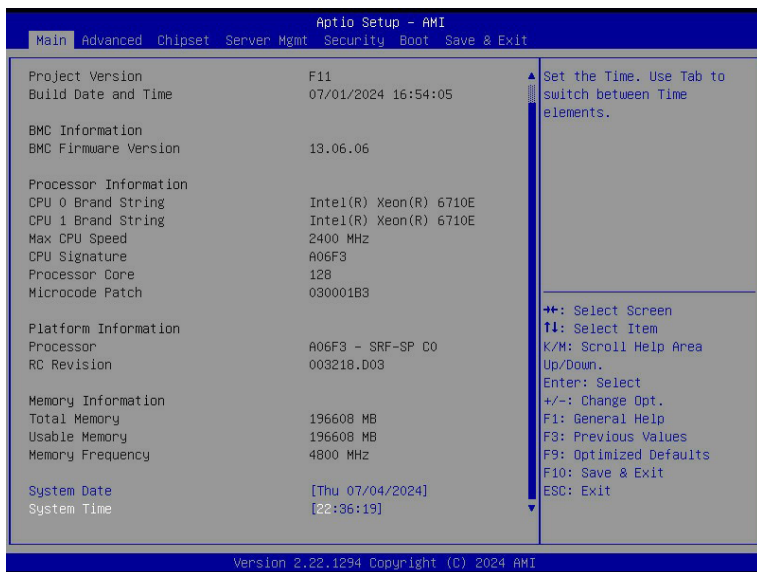 Aptio Setup – AMI
Main Advanced Chipset Server Mgmt Security Boot Save & Exit
Project Version F11
Build Date and Time 07/01/2024 16:54:05
BMC Information
BMC Firmware Version 13.06.06
Processor Information
CPU 0 Brand String Intel(R) Xeon(R) 6710E
CPU 1 Brand String Intel(R) Xeon(R) 6710E
Max CPU Speed 2400 MHz
CPU Signature A06F3
Processor Core 128
Microcode Patch 030001B3
Platform Information
Processor A06F3 – SRF-SP C0
RC Revision 003218.D03
Memory Information
Total Memory 196608 MB
Usable Memory 196608 MB
Memory Frequency 4800 MHz
System Date [Thu 07/04/2024]
System Time [22:36:19]
Set the Time. Use Tab to
switch between Time
elements.
→←: Select Screen
↑↓: Select Item
K/M: Scroll Help Area
Up/Down.
Enter: Select
+/-: Change Opt.
F1: General Help
F3: Previous Values
F9: Optimized Defaults
F10: Save & Exit
ESC: Exit
Version 2.22.1294 Copyright (C) 2024 AMI